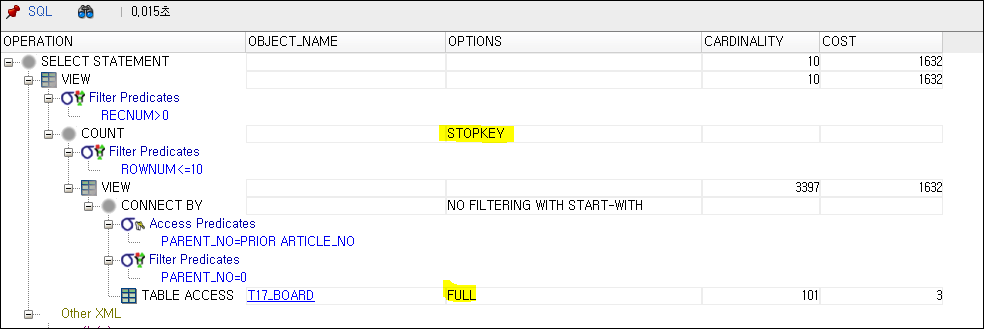 SQL 0.015초
OPERATION OBJECT_NAME OPTIONS CARDINALITY COST
SELECT STATEMENT 10 1632
VIEW 10 1632
Filter Predicates
RECNUM>0
COUNT STOPKEY
Filter Predicates
ROWNUM<=10
VIEW 3397 1632
CONNECT BY NO FILTERING WITH START-WITH
Access Predicates
PARENT_NO=PRIOR ARTICLE_NO
Filter Predicates
PARENT_NO=0
TABLE ACCESS T17_BOARD FULL 101 3
Other XML